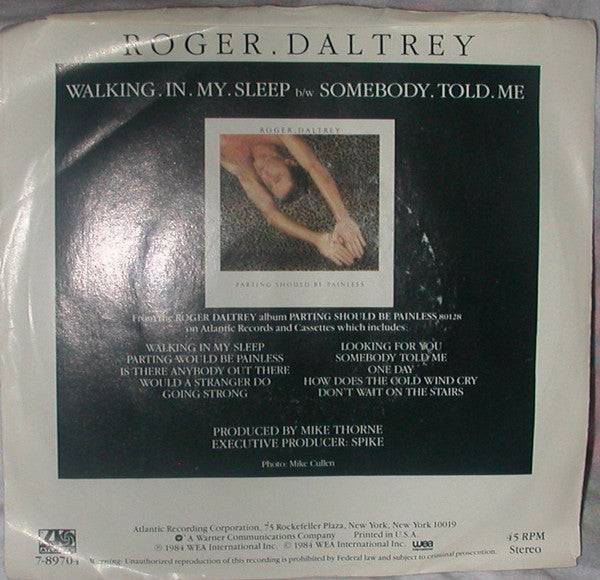 ROGER.DALTREY
WALKING.IN.MY.SLEEP b/w SOMEBODY.TOLD.ME
ROGER.DALTREY
PARTING SHOULD BE PAINLESS
From the ROGER DALTREY album PARTING SHOULD BE PAINLESS 80128
on Atlantic Records and Cassettes which includes:
WALKING IN MY SLEEP
PARTING WOULD BE PAINLESS
IS THERE ANYBODY OUT THERE
WOULD A STRANGER DO
GOING STRONG
LOOKING FOR YOU
SOMEBODY TOLD ME
ONE DAY
HOW DOES THE COLD WIND CRY
DON'T WAIT ON THE STAIRS
PRODUCED BY MIKE THORNE
EXECUTIVE PRODUCER: SPIKE
Photo: Mike Cullen
Atlantic Recording Corporation, 75 Rockefeller Plaza, New York, New York 10019
A Warner Communications Company Printed in U.S.A.
℗ 1984 WEA International Inc. © 1984 WEA International Inc. wea
ATLANTIC
7-89704
Warning: Unauthorized reproduction of this recording is prohibited by Federal law and subject to criminal prosecution.
45 RPM
Stereo